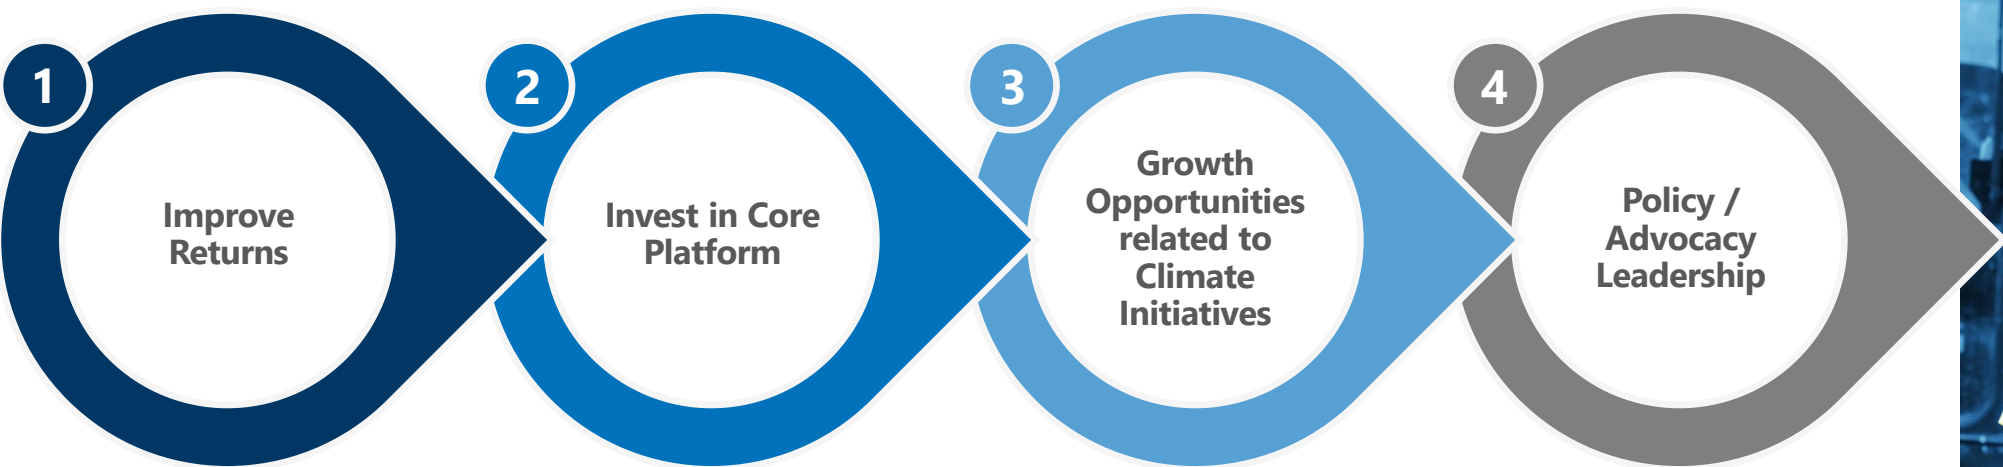 1
Improve
Returns
2
Invest in Core
Platform
3
Growth
Opportunities
related to
Climate
Initiatives
4
Policy /
Advocacy
Leadership